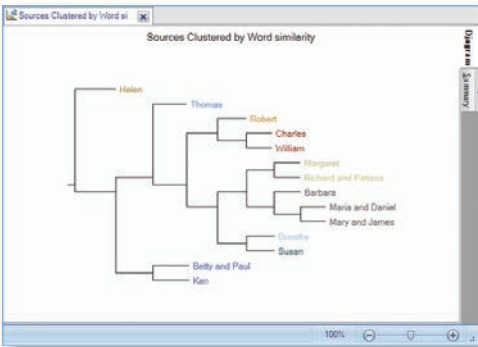 Sources Clustered by Word si
Sources Clustered by Word similarity
Diagram
Summary
Helen
Thomas
Robert
Charles
William
Margaret
Richard and Patricia
Barbara
Maria and Daniel
Mary and James
Dorothy
Susan
Betty and Paul
Ken
100%